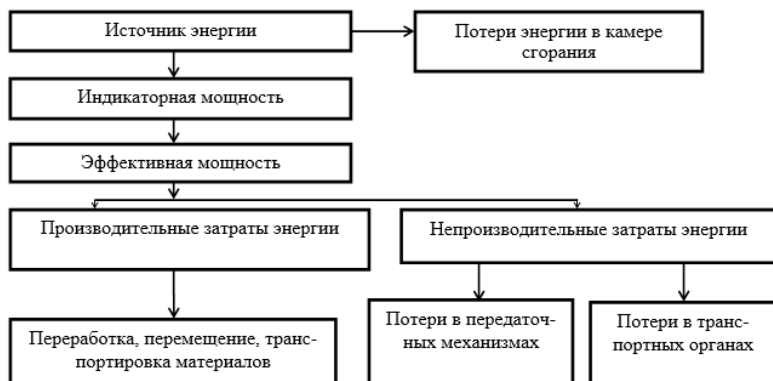 Источник энергии
Потери энергии в камере
сгорания
Индикаторная мощность
Эффективная мощность
Производительные затраты энергии
Непроизводительные затраты энергии
Переработка, перемещение, транс-
портировка материалов
Потери в передаточ-
ных механизмах
Потери в транс-
портных органах